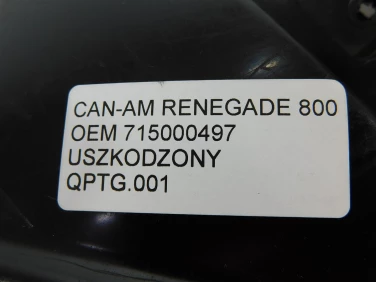 CAN-AM RENEGADE 800
OEM 715000497
USZKODZONY
QPTG.001